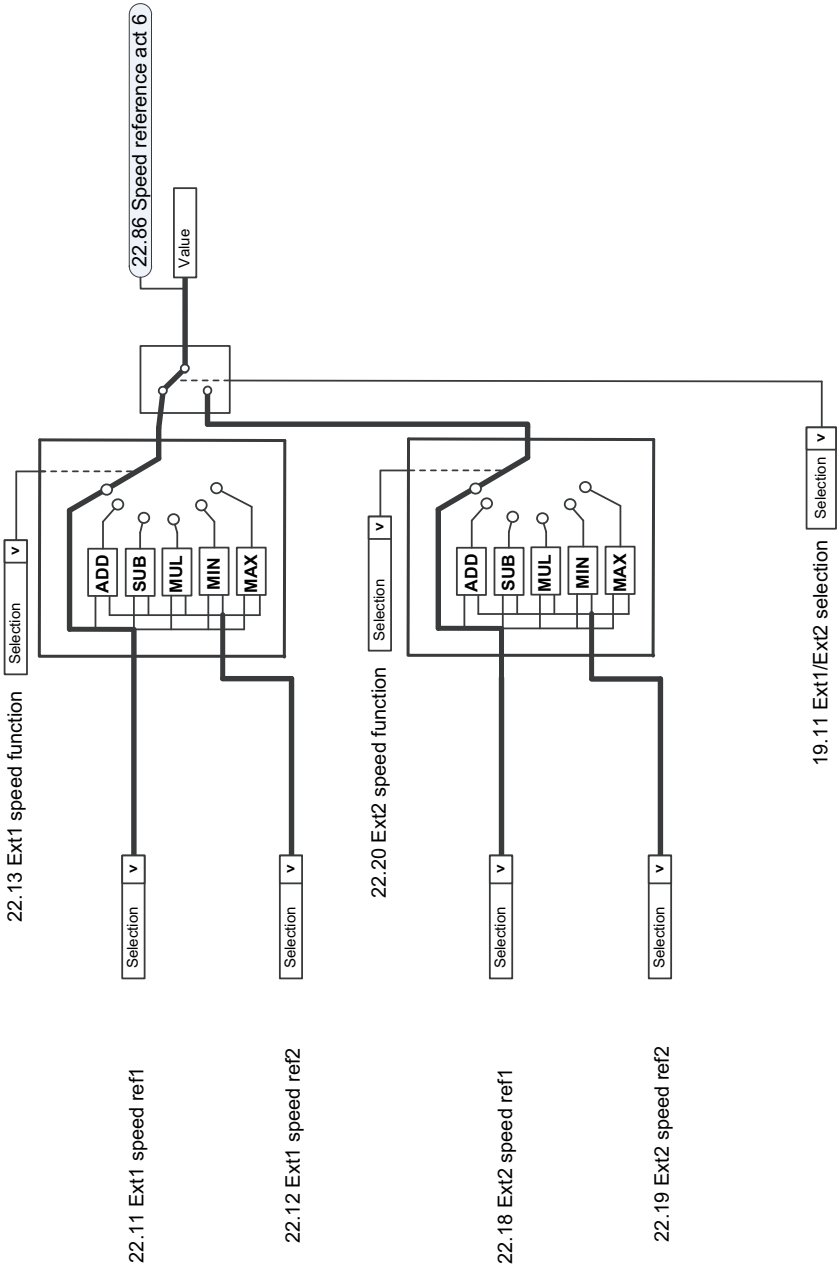 22.13 Ext1 speed function
Selection v
22.11 Ext1 speed ref1
Selection v
ADD
SUB
MUL
MIN
MAX
22.12 Ext1 speed ref2
Selection v
22.86 Speed reference act 6
Value
22.20 Ext2 speed function
Selection v
22.18 Ext2 speed ref1
Selection v
ADD
SUB
MUL
MIN
MAX
22.19 Ext2 speed ref2
Selection v
19.11 Ext1/Ext2 selection
Selection v